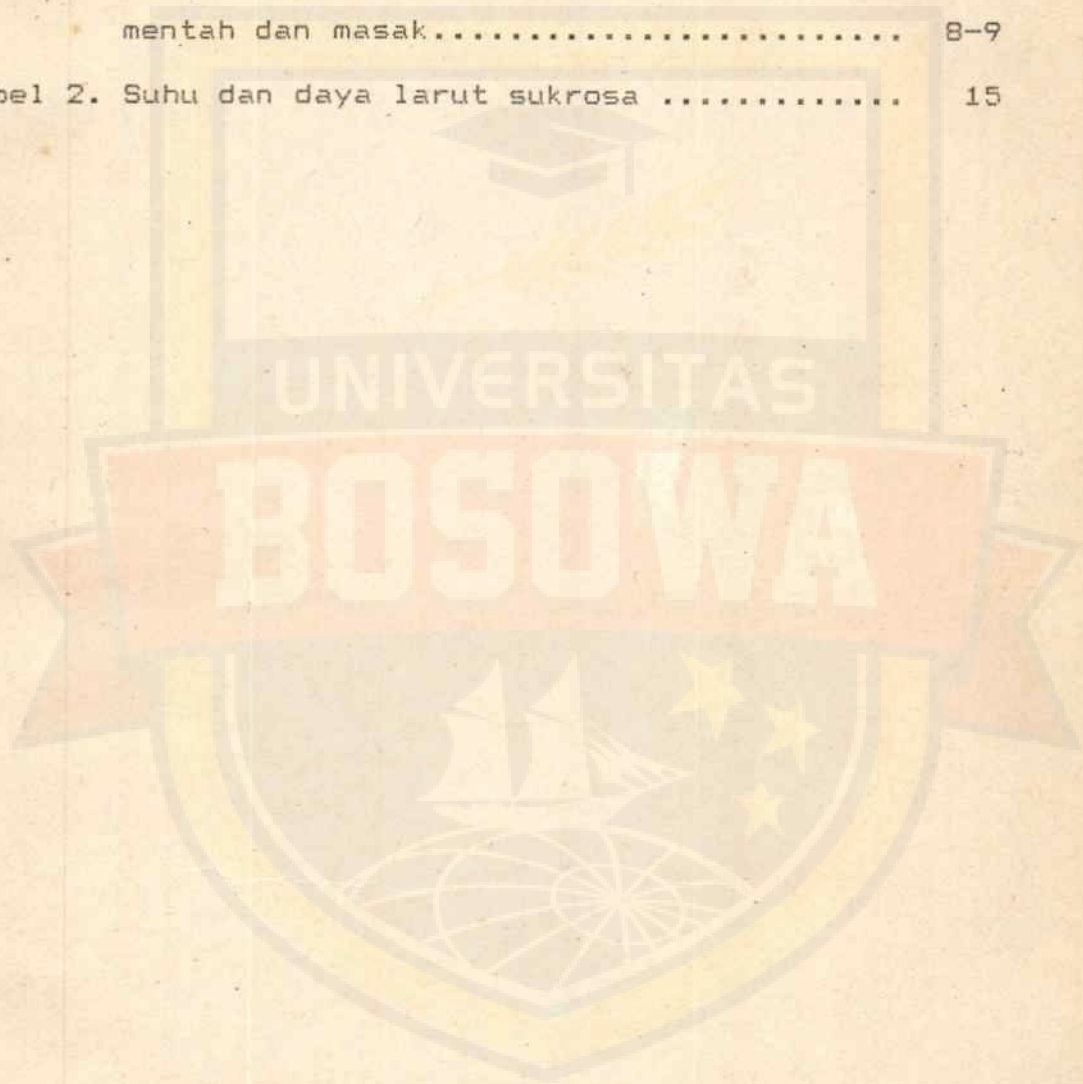 mentah dan masak.......................... 8-9
bel 2. Suhu dan daya larut sukrosa ............. 15
UNIVERSITAS
BOSOWA